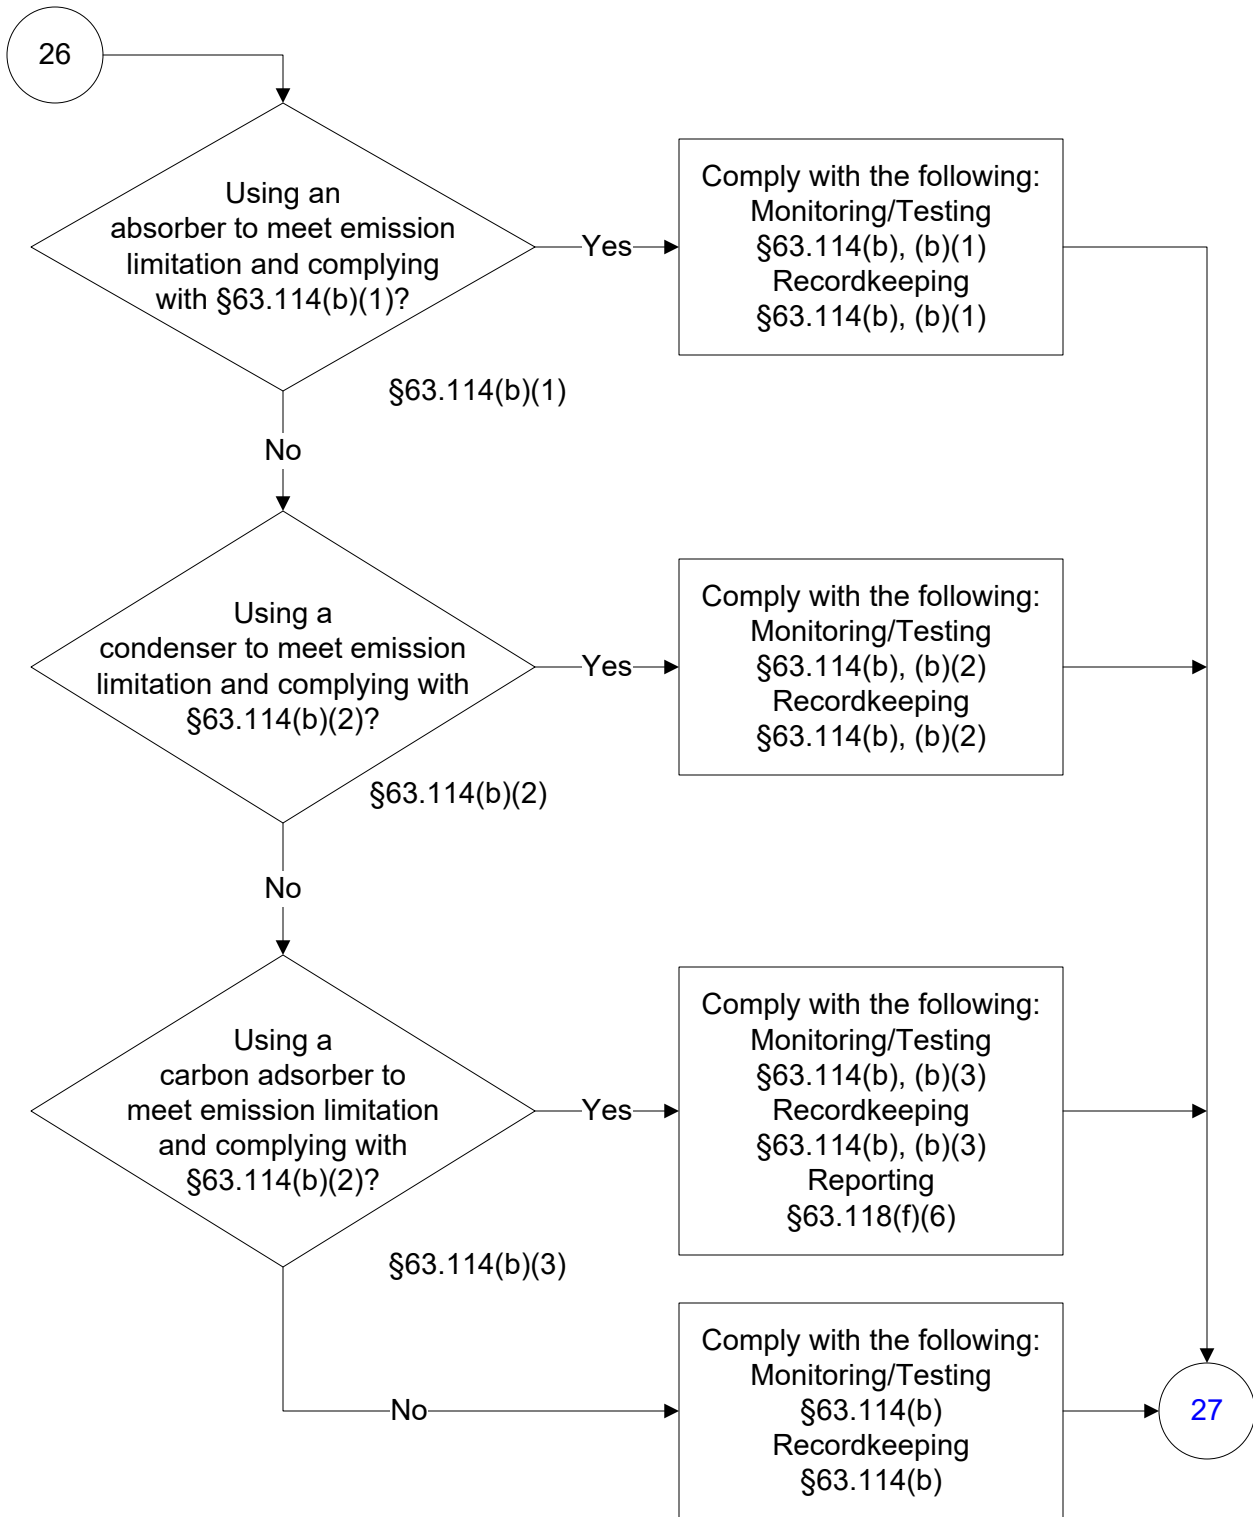 26
Using an
absorber to meet emission
limitation and complying
with §63.114(b)(1)?
Yes
Comply with the following:
Monitoring/Testing
§63.114(b), (b)(1)
Recordkeeping
§63.114(b), (b)(1)
§63.114(b)(1)
No
Using a
condenser to meet emission
limitation and complying with
§63.114(b)(2)?
Yes
Comply with the following:
Monitoring/Testing
§63.114(b), (b)(2)
Recordkeeping
§63.114(b), (b)(2)
§63.114(b)(2)
No
Using a
carbon adsorber to
meet emission limitation
and complying with
§63.114(b)(2)?
Yes
Comply with the following:
Monitoring/Testing
§63.114(b), (b)(3)
Recordkeeping
§63.114(b), (b)(3)
Reporting
§63.118(f)(6)
§63.114(b)(3)
No
Comply with the following:
Monitoring/Testing
§63.114(b)
Recordkeeping
§63.114(b)
27